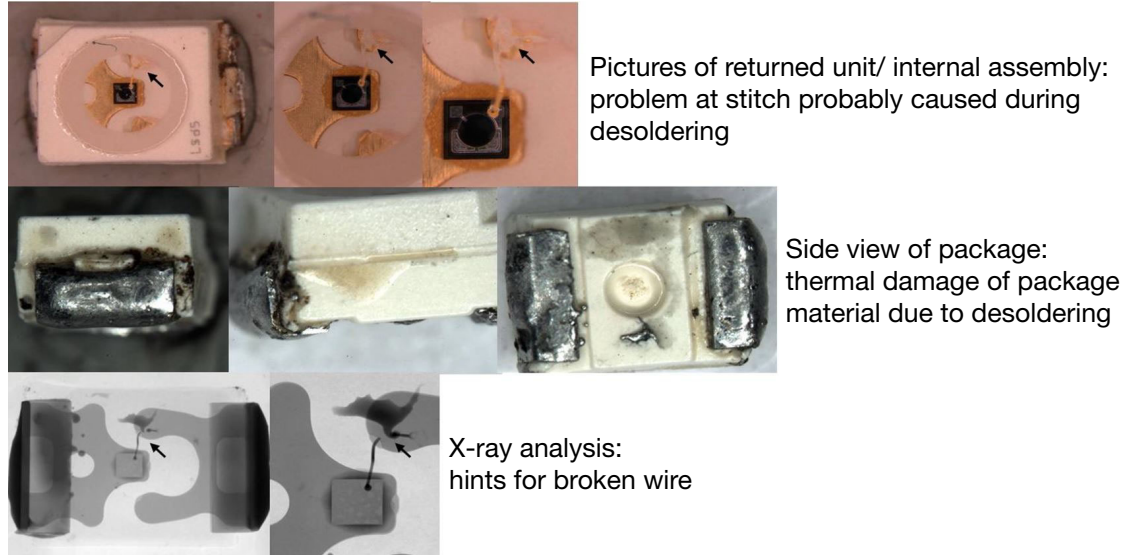 Pictures of returned unit/ internal assembly:
problem at stitch probably caused during
desoldering
Side view of package:
thermal damage of package
material due to desoldering
X-ray analysis:
hints for broken wire